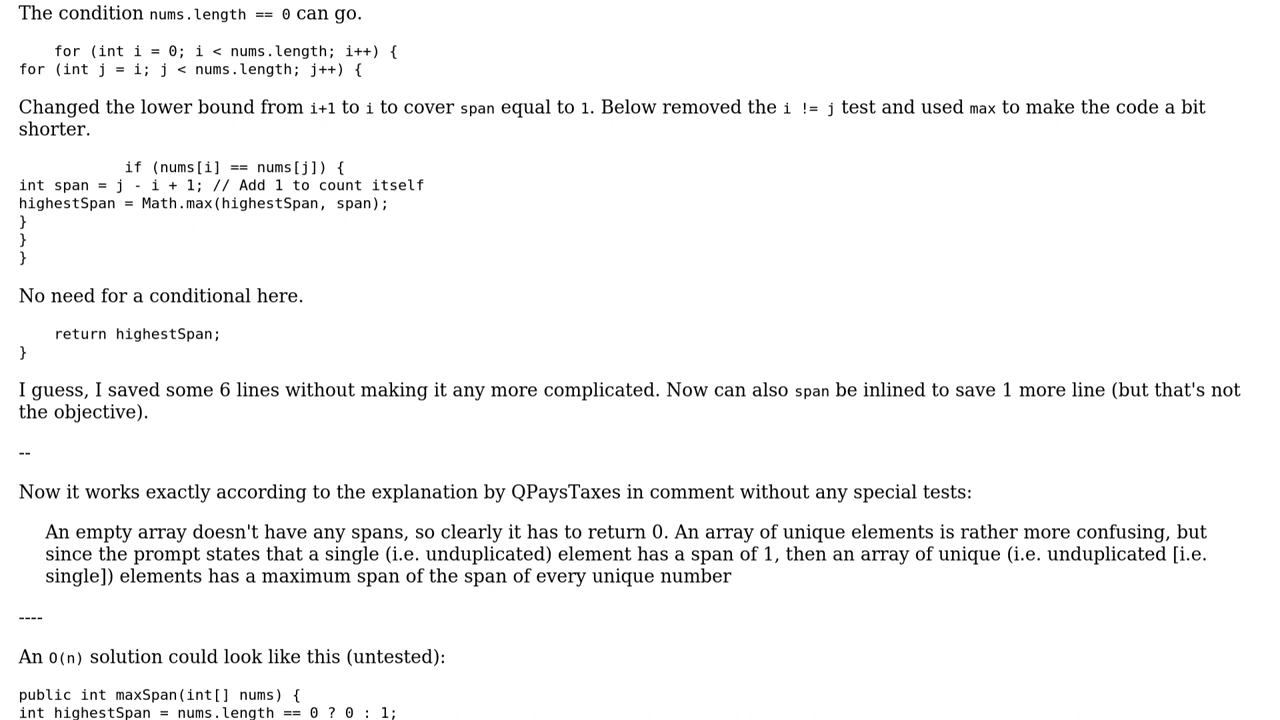 The condition nums.length == 0 can go.
for (int i = 0; i < nums.length; i++) {
for (int j = i; j < nums.length; j++) {
Changed the lower bound from i+1 to i to cover span equal to 1. Below removed the i != j test and used max to make the code a bit
shorter.
if (nums[i] == nums[j]) {
int span = j - i + 1; // Add 1 to count itself
highestSpan = Math.max(highestSpan, span);
}
}
}
No need for a conditional here.
return highestSpan;
}
I guess, I saved some 6 lines without making it any more complicated. Now can also span be inlined to save 1 more line (but that's not
the objective).
--
Now it works exactly according to the explanation by QPaysTaxes in comment without any special tests:
An empty array doesn't have any spans, so clearly it has to return 0. An array of unique elements is rather more confusing, but
since the prompt states that a single (i.e. unduplicated) element has a span of 1, then an array of unique (i.e. unduplicated [i.e.
single]) elements has a maximum span of the span of every unique number
----
An O(n) solution could look like this (untested):
public int maxSpan(int[] nums) {
int highestSpan = nums.length == 0 ? 0 : 1;